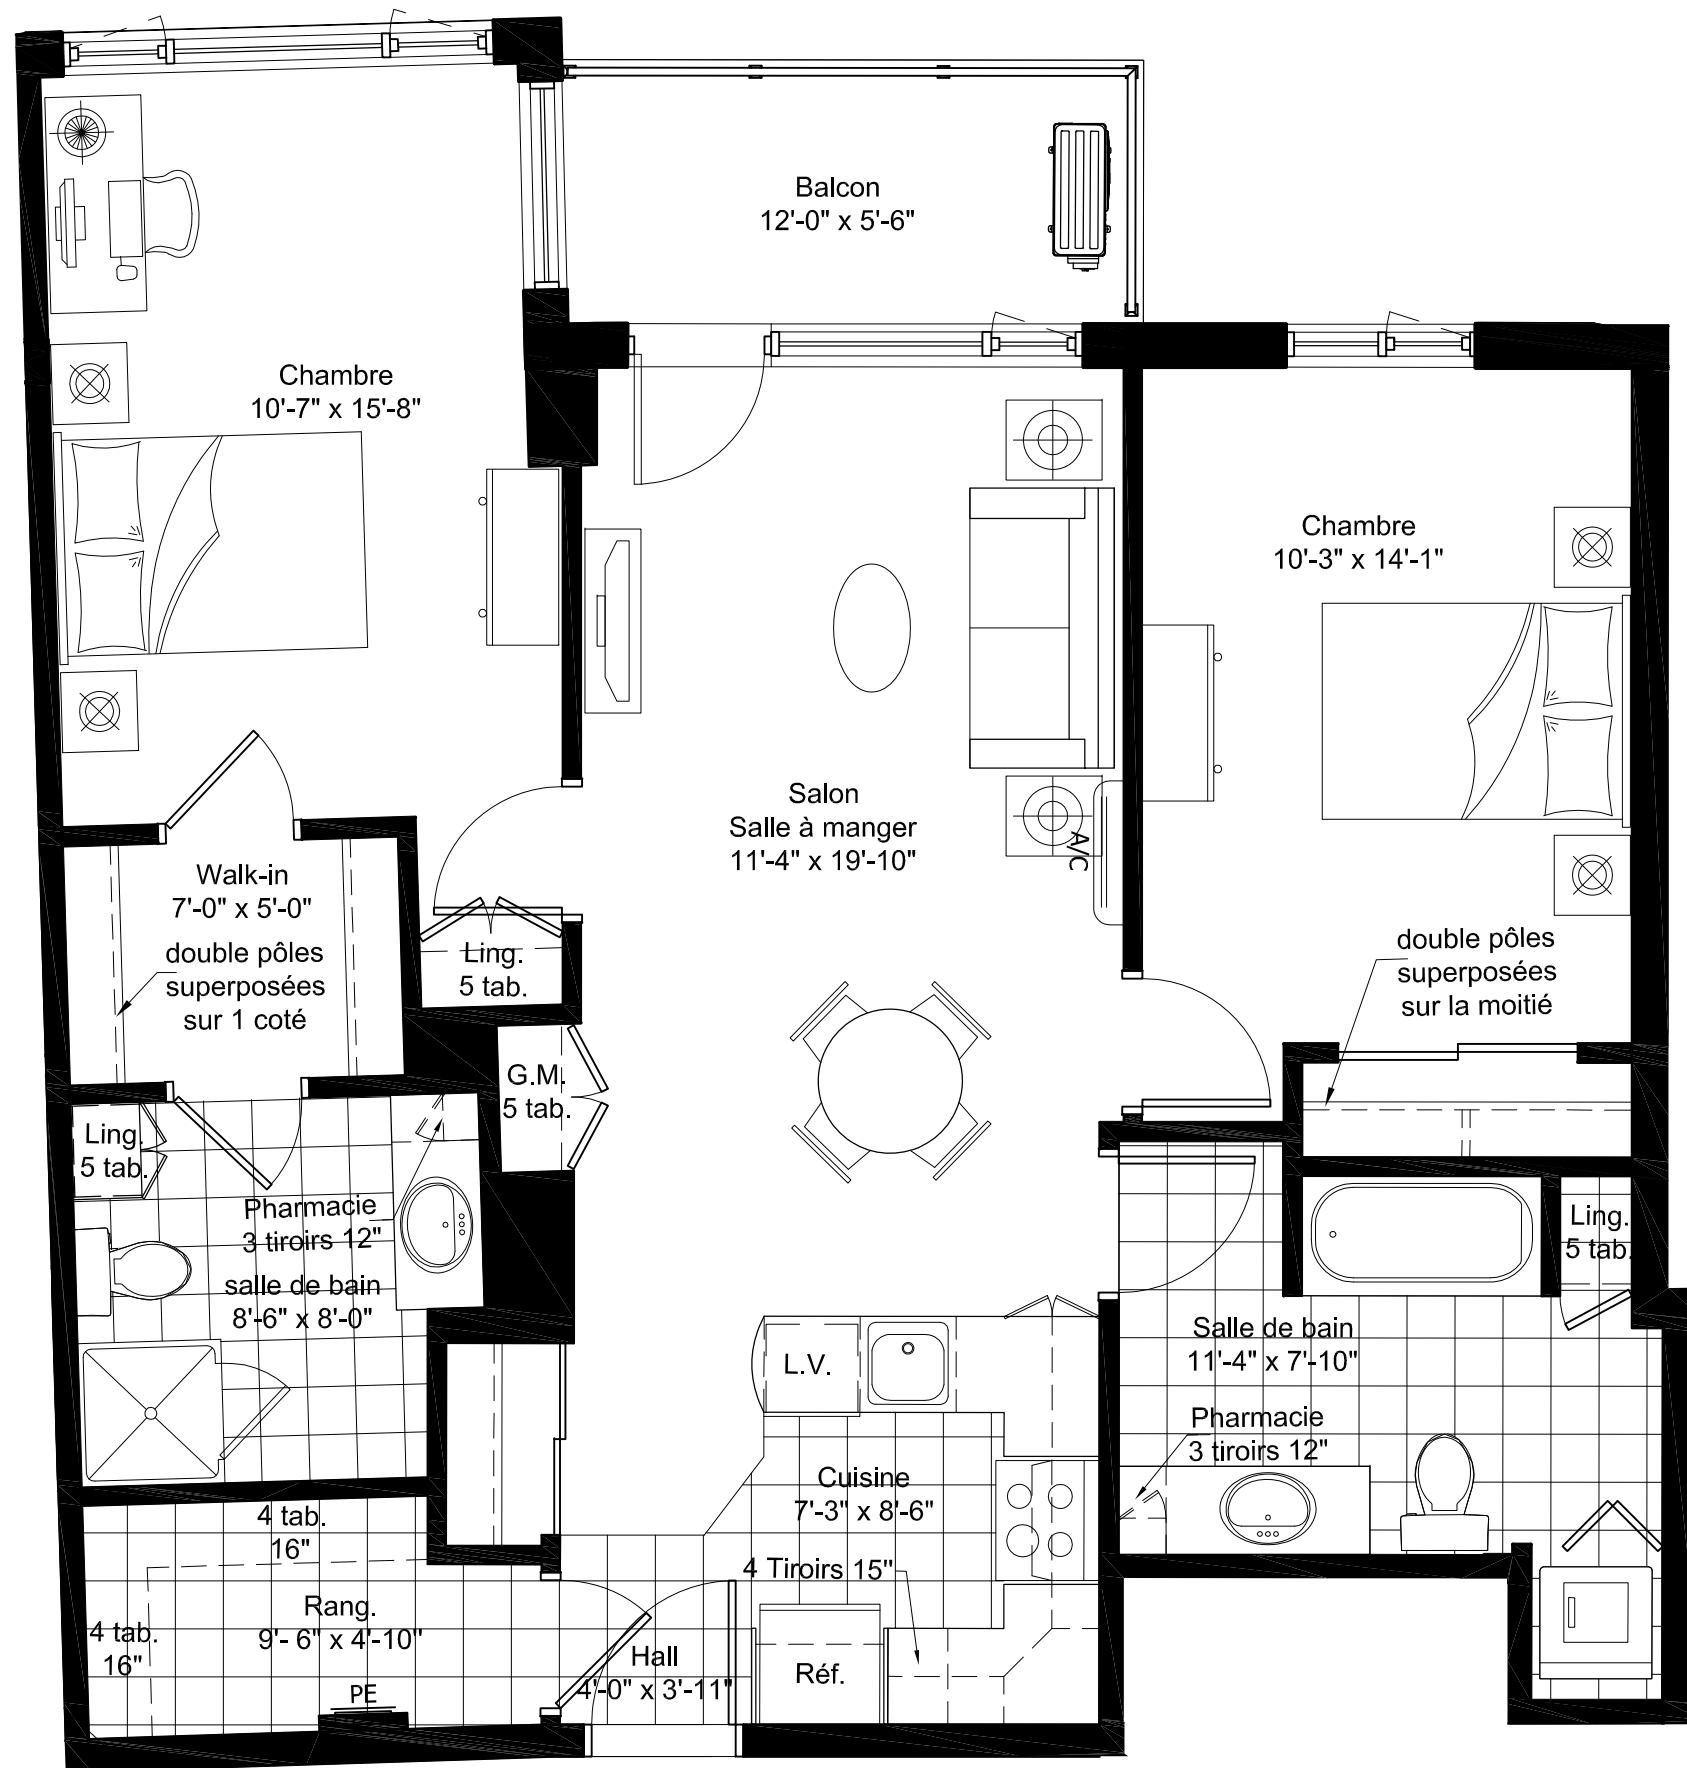 Balcon
12'-0" x 5'-6"
Chambre
10'-7" x 15'-8"
Chambre
10'-3" x 14'-1"
Salon
Salle à manger
11'-4" x 19'-10"
A/C
Walk-in
7'-0" x 5'-0"
double pôles
superposées
sur 1 coté
Ling.
5 tab.
double pôles
superposées
sur la moitié
G.M.
5 tab.
Ling.
5 tab.
Pharmacie
3 tiroirs 12"
salle de bain
8'-6" x 8'-0"
Ling.
5 tab.
Salle de bain
11'-4" x 7'-10"
Pharmacie
3 tiroirs 12"
L.V.
Cuisine
7'-3" x 8'-6"
4 Tiroirs 15"
4 tab.
16"
Rang.
9'- 6" x 4'-10"
4 tab.
16"
PE
Hall
4'-0" x 3'-11"
Réf.